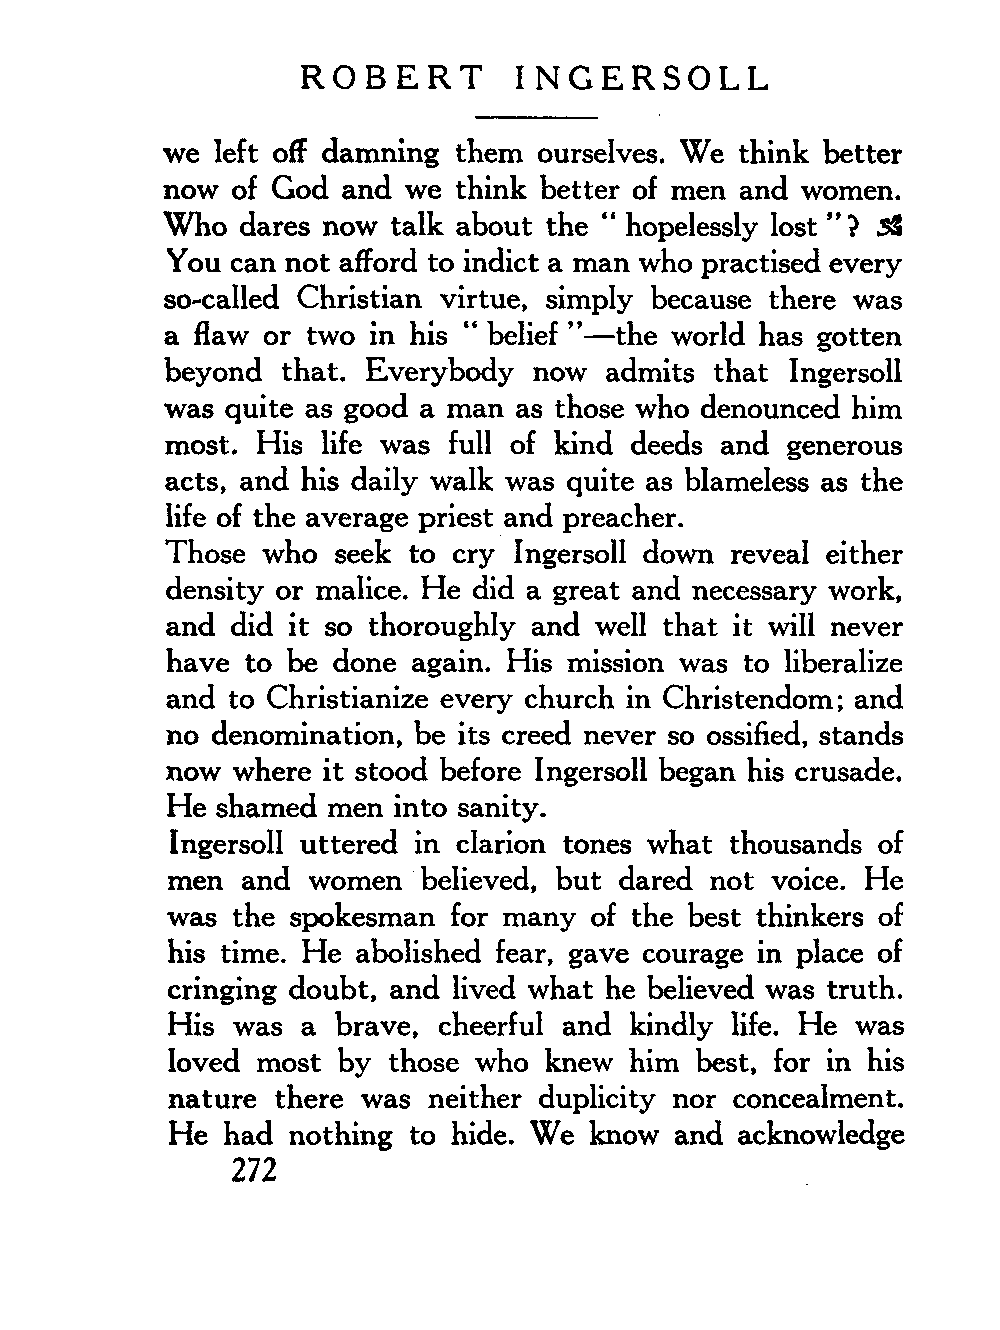 ROBERT INGERSOLL
we left off damning them ourselves. We think better
now of God and we think better of men and women.
Who dares now talk about the “ hopelessly lost ”?
You can not afford to indict a man who practised every
so-called Christian virtue, simply because there was
a flaw or two in his “ belief ”—the world has gotten
beyond that. Everybody now admits that Ingersoll
was quite as good a man as those who denounced him
most. His life was full of kind deeds and generous
acts, and his daily walk was quite as blameless as the
life of the average priest and preacher.
Those who seek to cry Ingersoll down reveal either
density or malice. He did a great and necessary work,
and did it so thoroughly and well that it will never
have to be done again. His mission was to liberalize
and to Christianize every church in Christendom; and
no denomination, be its creed never so ossified, stands
now where it stood before Ingersoll began his crusade.
He shamed men into sanity.
Ingersoll uttered in clarion tones what thousands of
men and women believed, but dared not voice. He
was the spokesman for many of the best thinkers of
his time. He abolished fear, gave courage in place of
cringing doubt, and lived what he believed was truth.
His was a brave, cheerful and kindly life. He was
loved most by those who knew him best, for in his
nature there was neither duplicity nor concealment.
He had nothing to hide. We know and acknowledge
272